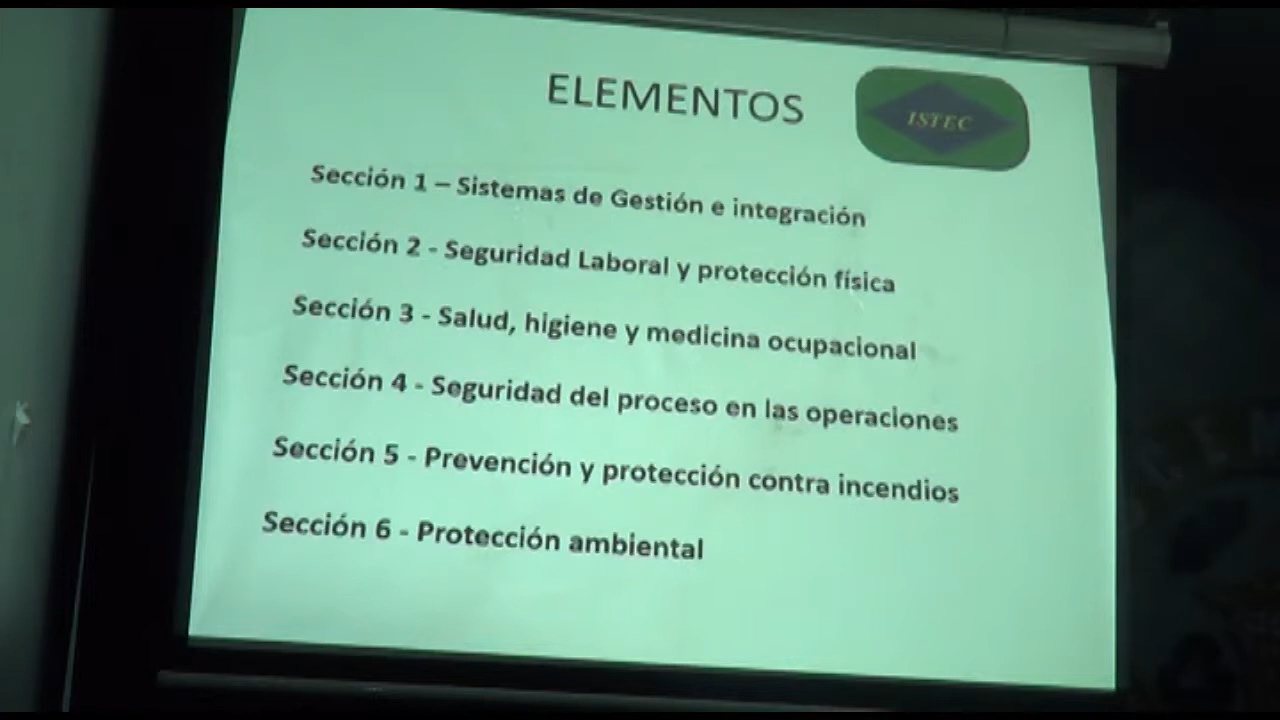 ELEMENTOS
ISTEC
Sección 1 – Sistemas de Gestión e integración
Sección 2 - Seguridad Laboral y protección física
Sección 3 - Salud, higiene y medicina ocupacional
Sección 4 - Seguridad del proceso en las operaciones
Sección 5 - Prevención y protección contra incendios
Sección 6 - Protección ambiental